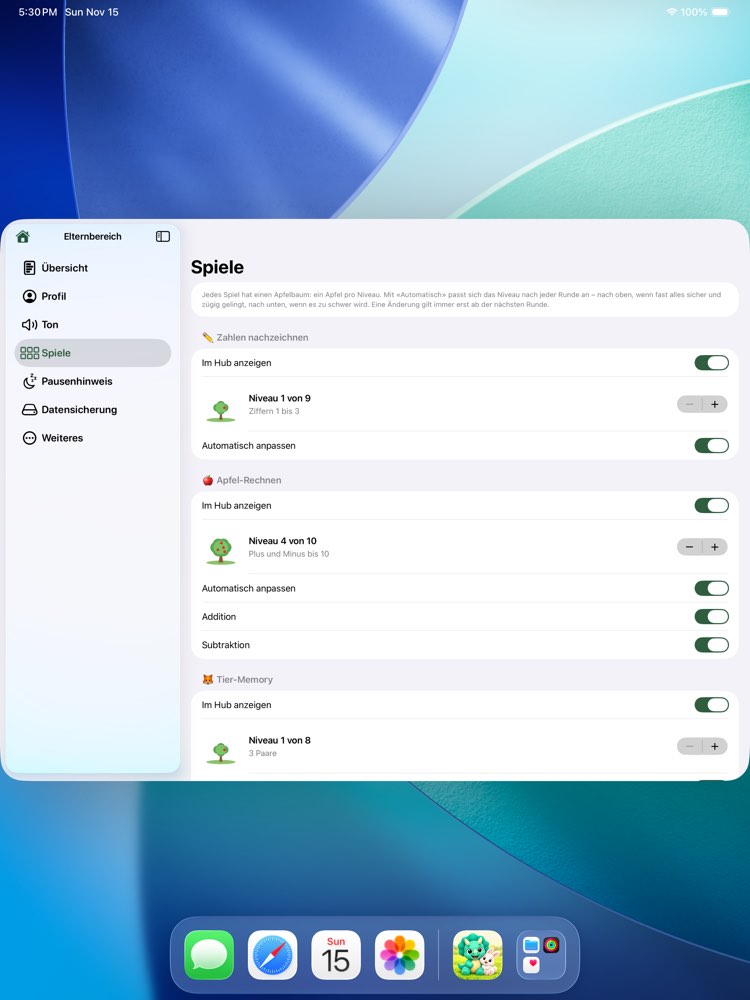 5:30 PM Sun Nov 15
100%
Elternbereich
Übersicht
Profil
Ton
Spiele
Pausenhinweis
Datensicherung
Weiteres
Spiele
Jedes Spiel hat einen Apfelbaum: ein Apfel pro Niveau. Mit «Automatisch» passt sich das Niveau nach jeder Runde an – nach oben, wenn fast alles sicher und
zügig gelingt, nach unten, wenn es zu schwer wird. Eine Änderung gilt immer erst ab der nächsten Runde.
Zahlen nachzeichnen
Im Hub anzeigen
Niveau 1 von 9
Ziffern 1 bis 3
Automatisch anpassen
Apfel-Rechnen
Im Hub anzeigen
Niveau 4 von 10
Plus und Minus bis 10
Automatisch anpassen
Addition
Subtraktion
Tier-Memory
Im Hub anzeigen
Niveau 1 von 8
3 Paare
Sun
15